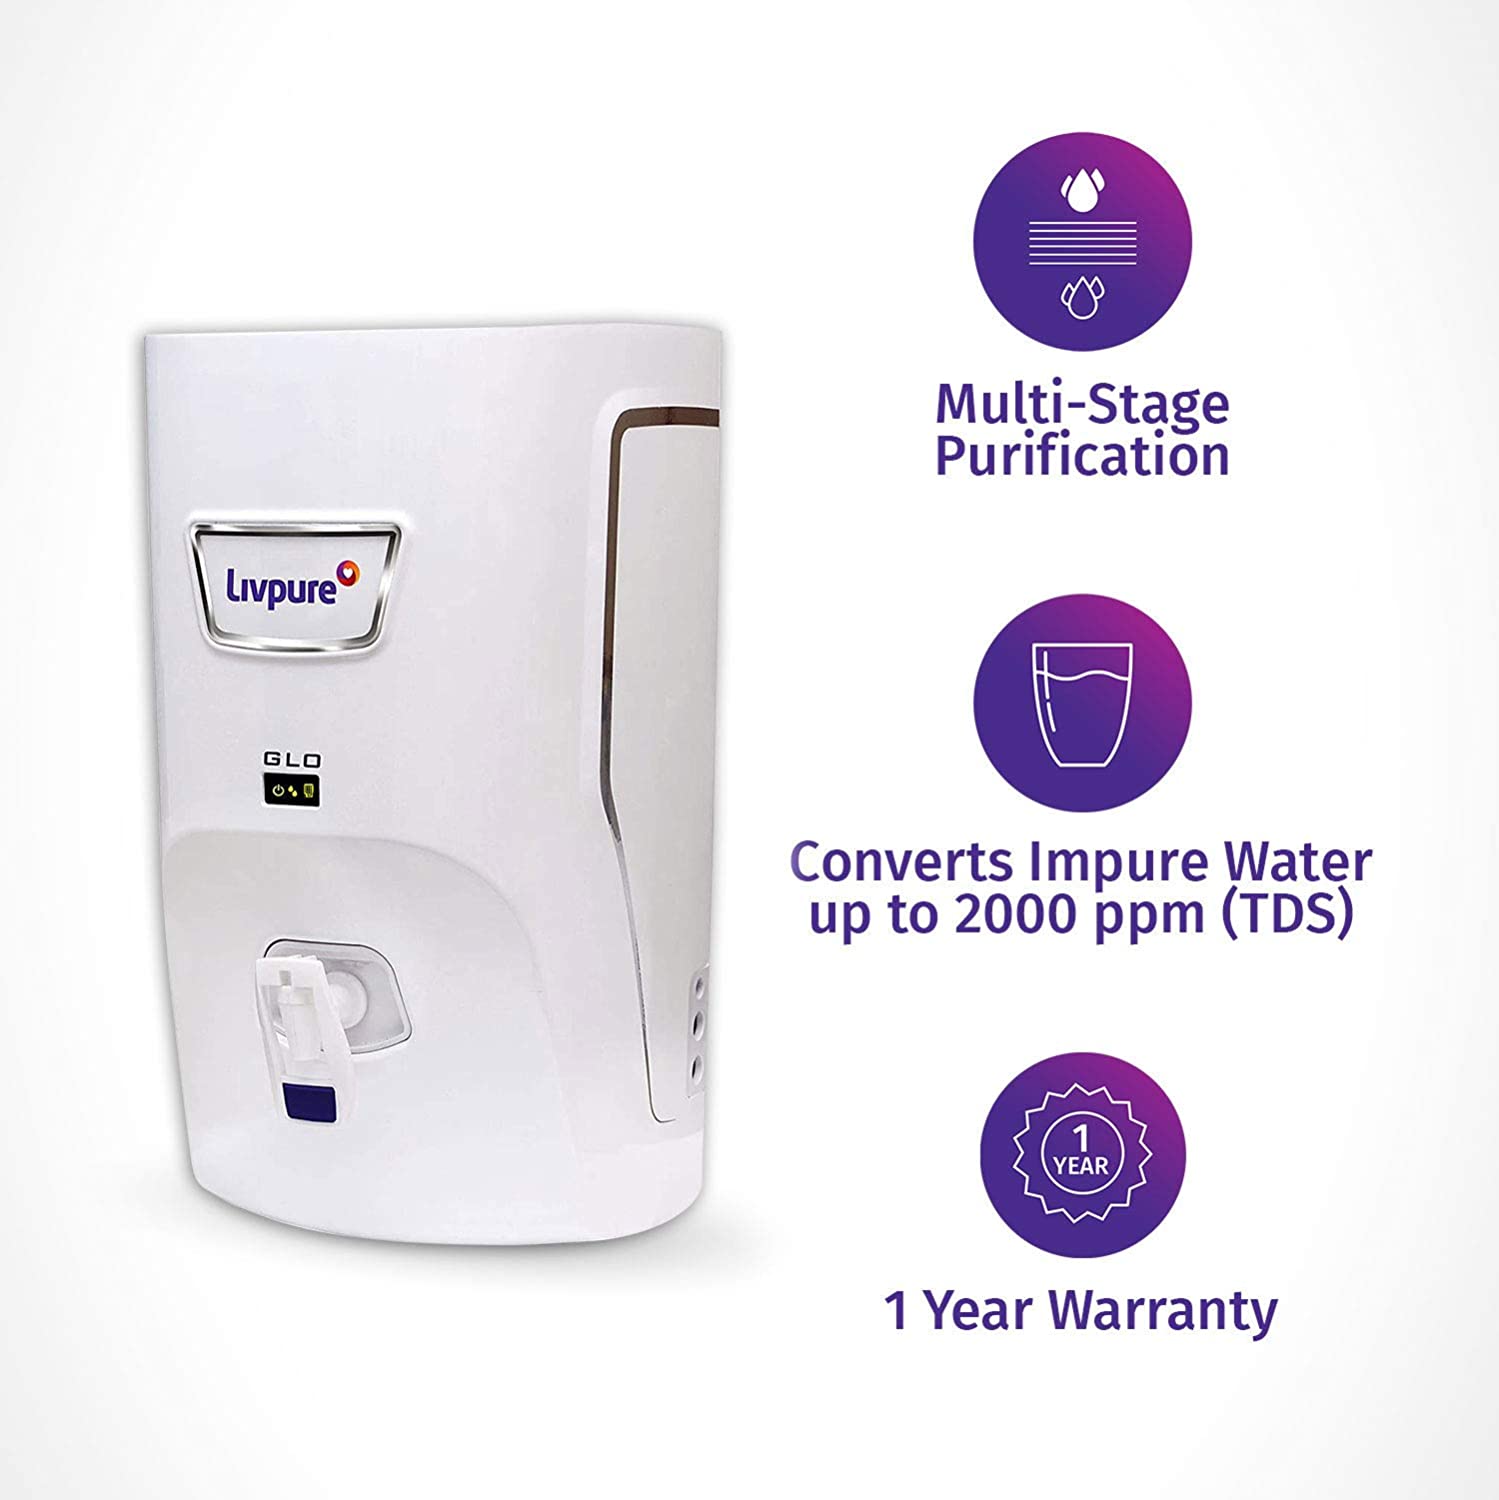 Livpure
GLO
Multi-Stage
Purification
Converts Impure Water
up to 2000 ppm (TDS)
1
YEAR
1 Year Warranty